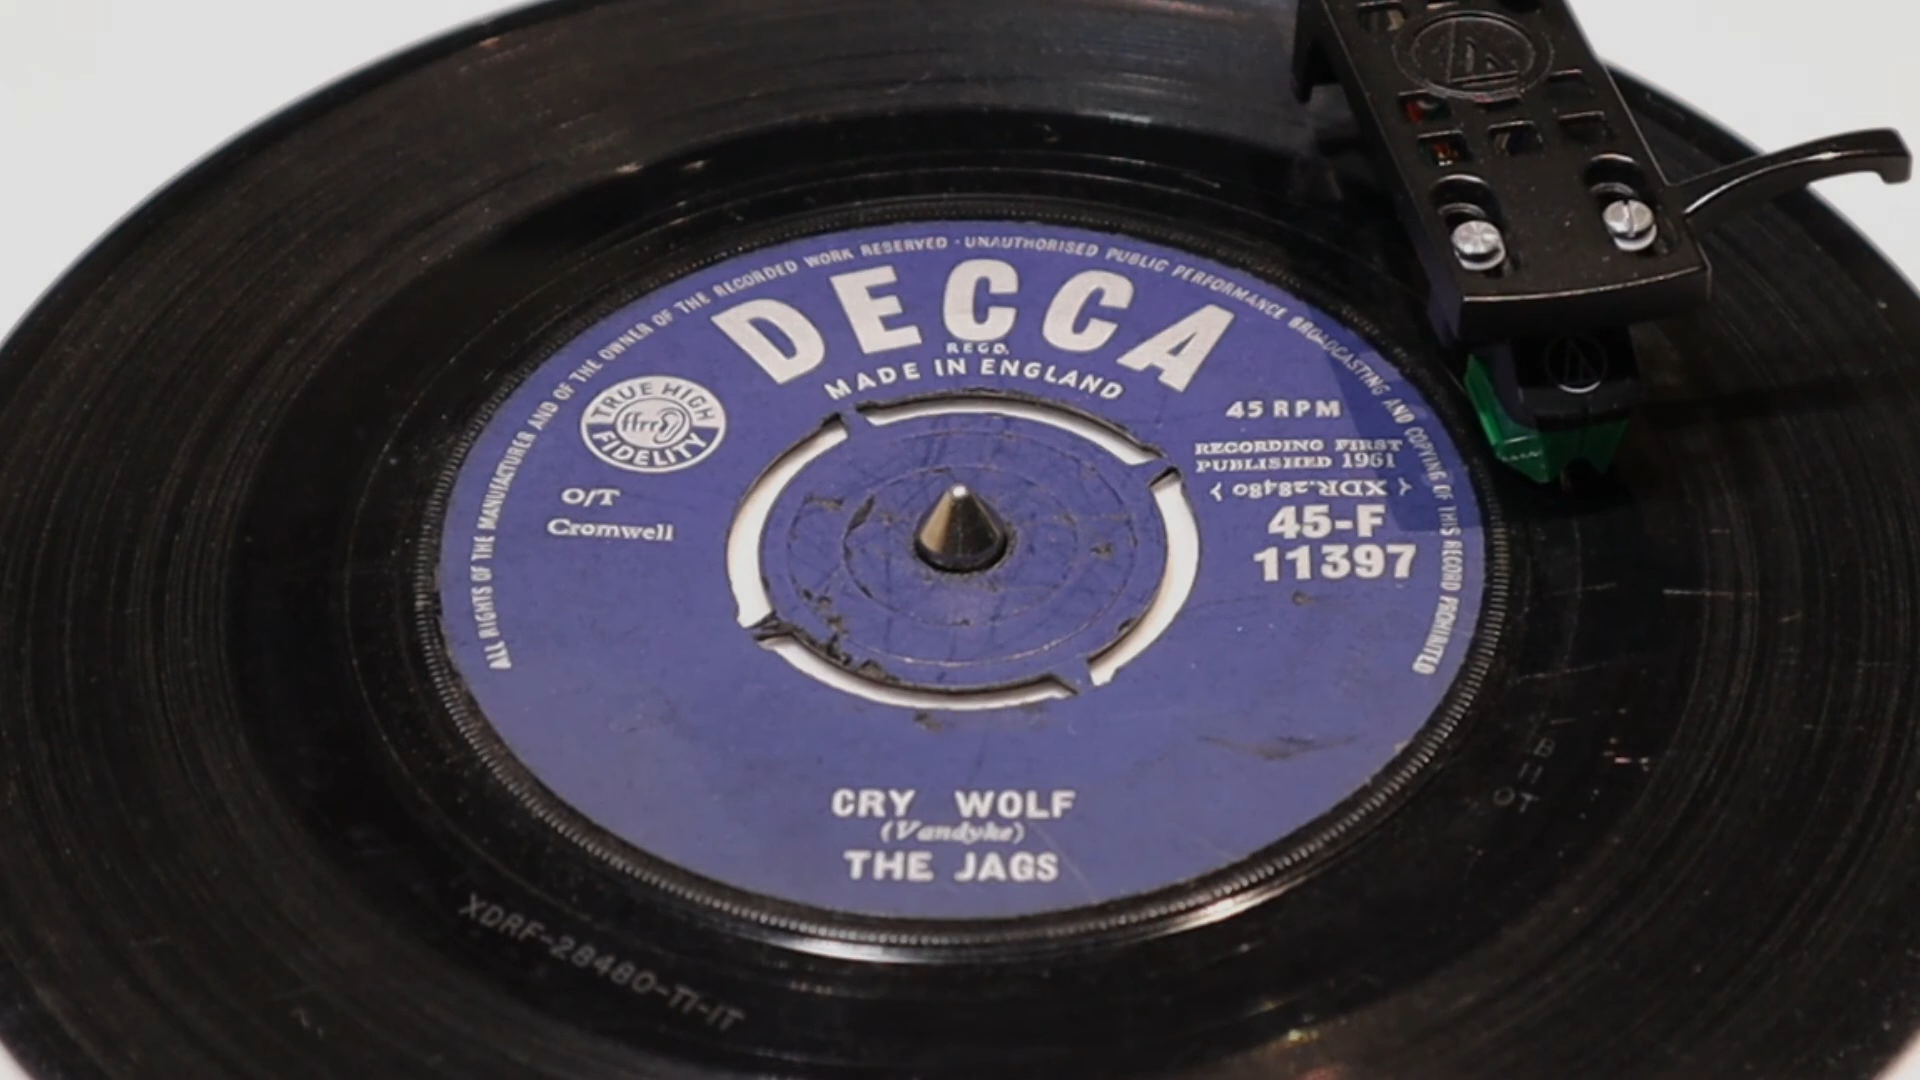 ALL RIGHTS OF THE MANUFACTURER AND OF THE OWNER OF THE RECORDED WORK RESERVED · UNAUTHORISED PUBLIC PERFORMANCE BROADCASTING AND COPYING OF THIS RECORD PROHIBITED
DECCA
REGD.
MADE IN ENGLAND
TRUE HIGH
ffrr
FIDELITY
45 RPM
RECORDING FIRST
PUBLISHED 1961
XDR.28480
O/T
Cromwell
45-F
11397
CRY WOLF
(Vandyke)
THE JAGS
XDRF-28480-T1-1T